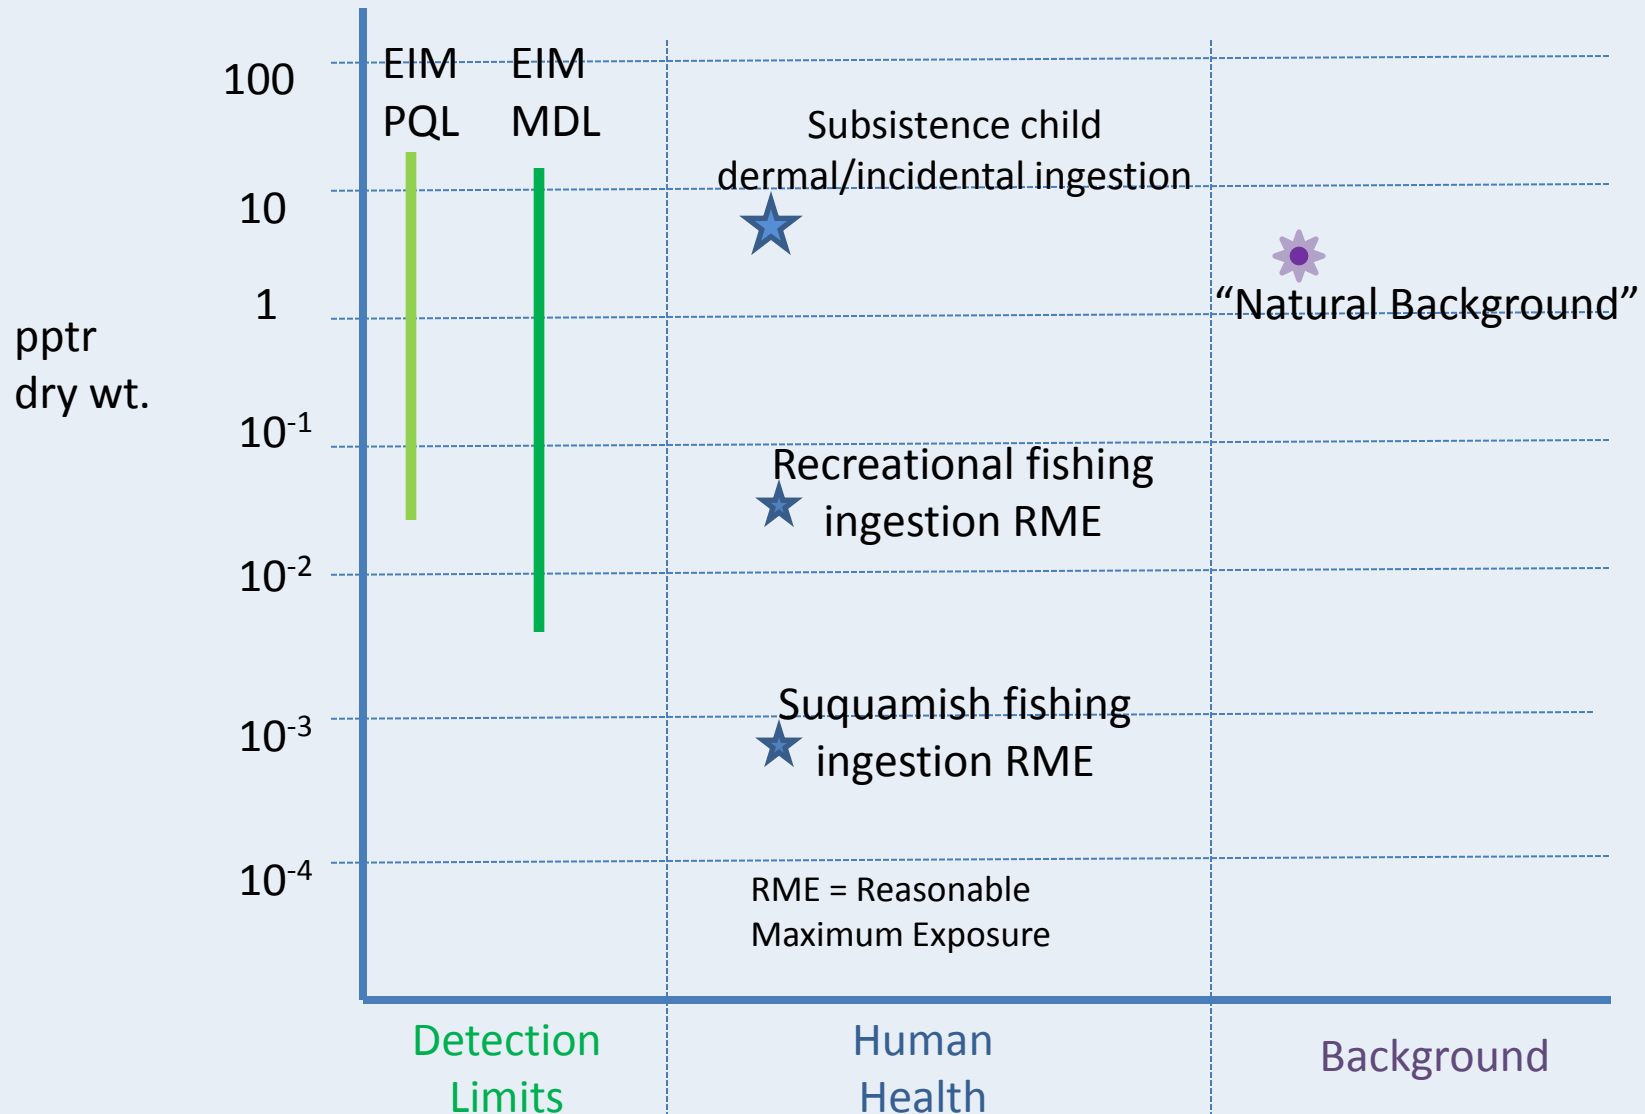 100
10
1
10-1
10-2
10-3
10-4
pptr
dry wt.
EIM
PQL
EIM
MDL
Subsistence child
dermal/incidental ingestion
Recreational fishing
ingestion RME
Suquamish fishing
ingestion RME
RME = Reasonable
Maximum Exposure
“Natural Background”
Detection
Limits
Human
Health
Background